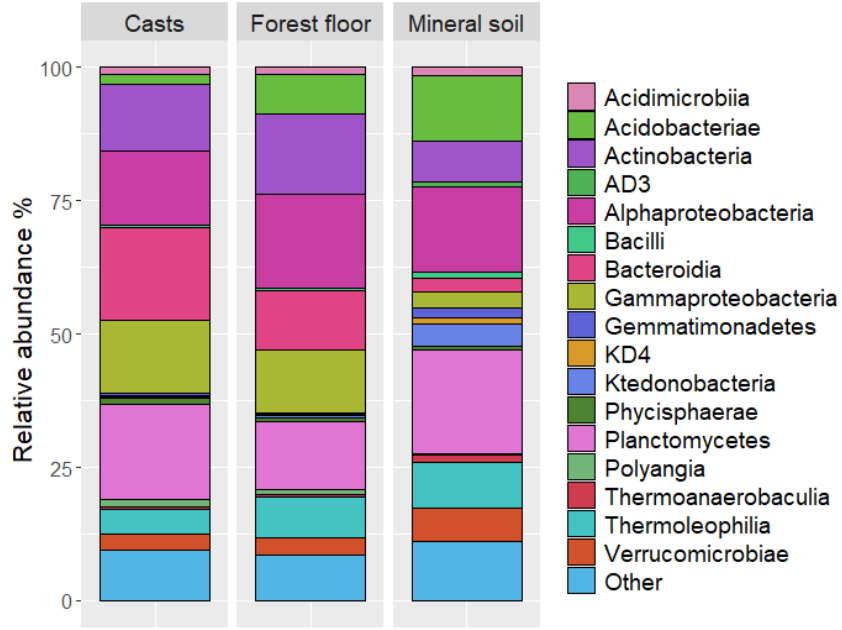 Casts
Forest floor
Mineral soil
100
75
50
25
0
Relative abundance %
Acidimicrobiia
Acidobacteriae
Actinobacteria
AD3
Alphaproteobacteria
Bacilli
Bacteroidia
Gammaproteobacteria
Gemmatimonadetes
KD4
Ktedonobacteria
Phycisphaerae
Planctomycetes
Polyangia
Thermoanaerobaculia
Thermoleophilia
Verrucomicrobiae
Other